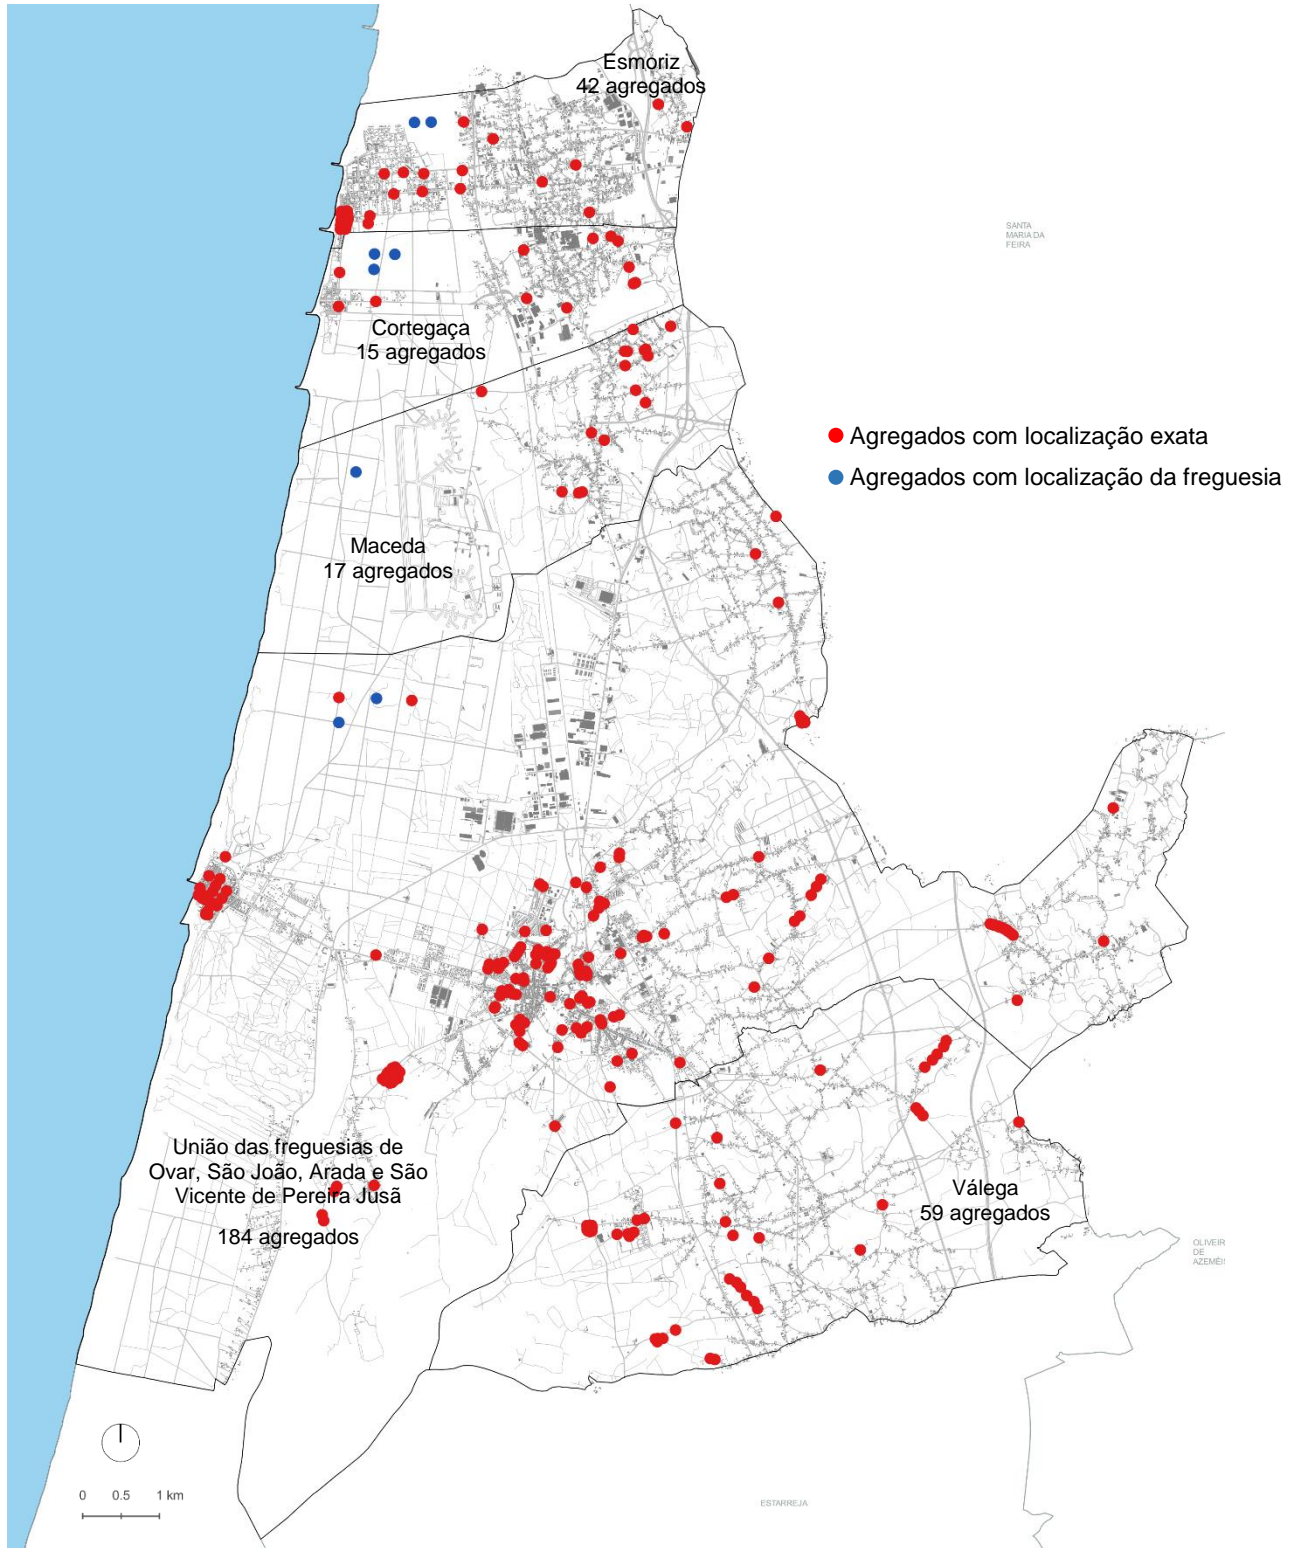 Esmoriz
42 agregados
SANTA
MARIA DA
FEIRA
Cortegaça
15 agregados
Agregados com localização exata
Agregados com localização da freguesia
Maceda
17 agregados
União das freguesias de
Ovar, São João, Arada e São
Vicente de Pereira Jusã
184 agregados
Válega
59 agregados
OLIVEIR
DE
AZEMÉI
0 0.5 1 km
ESTARREJA